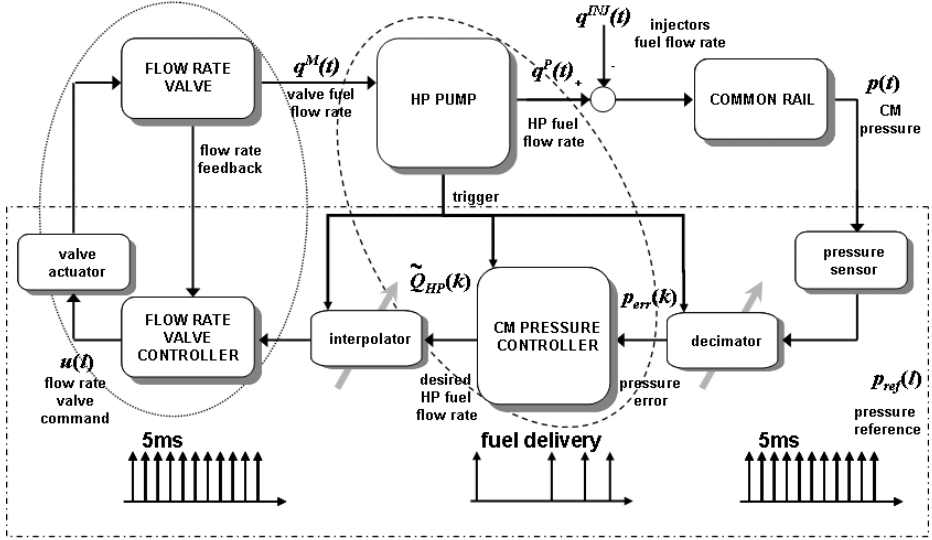 q^INJ(t)
injectors
fuel flow rate
FLOW RATE
VALVE
q^M(t)
valve fuel
flow rate
HP PUMP
q^P(t)
+
-
HP fuel
flow rate
COMMON RAIL
p(t)
CM
pressure
flow rate
feedback
trigger
valve
actuator
pressure
sensor
Q̃_HP(k)
p_err(k)
FLOW RATE
VALVE
CONTROLLER
interpolator
CM PRESSURE
CONTROLLER
decimator
u(l)
flow rate
valve
command
desired
HP fuel
flow rate
pressure
error
p_ref(l)
pressure
reference
5ms
fuel delivery
5ms